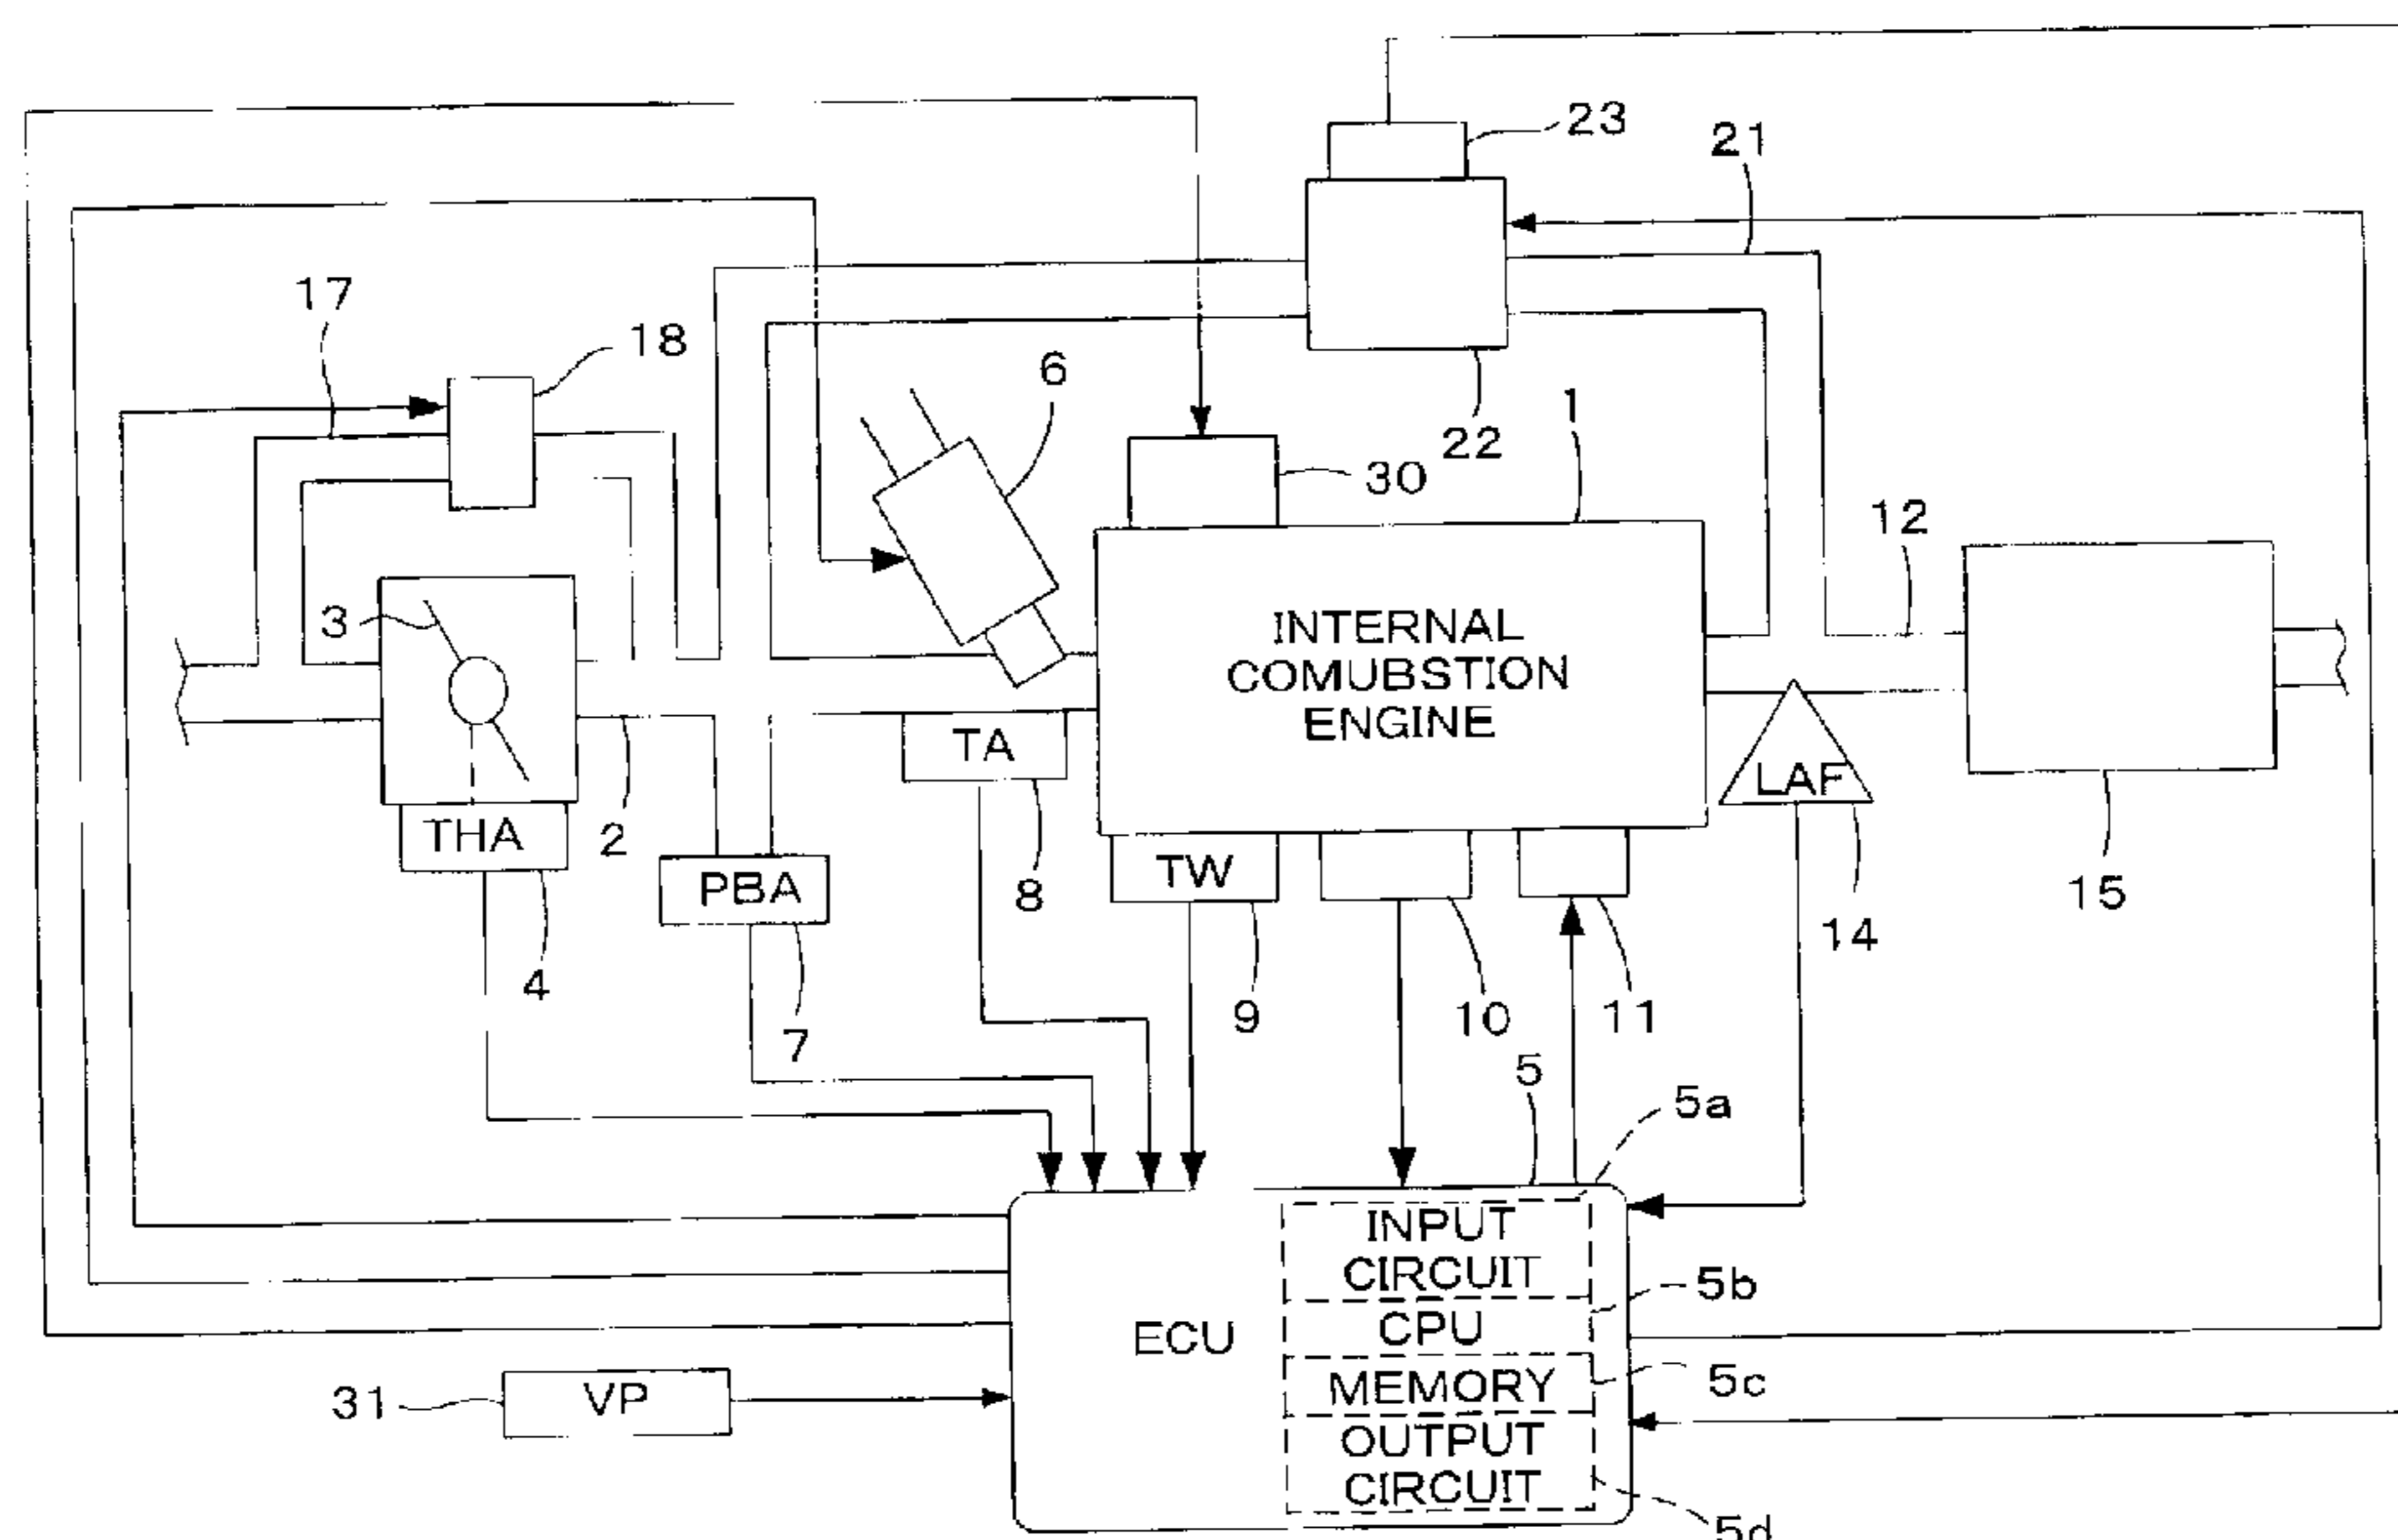 23
21
17
18
6
1
22
30
12
3
INTERNAL
COMUBSTION
ENGINE
TA
LAF
THA
2
PBA
8
TW
15
14
4
7
9
10
11
5
5a
INPUT
CIRCUIT
5b
CPU
ECU
MEMORY
5c
31
VP
OUTPUT
CIRCUIT
5d